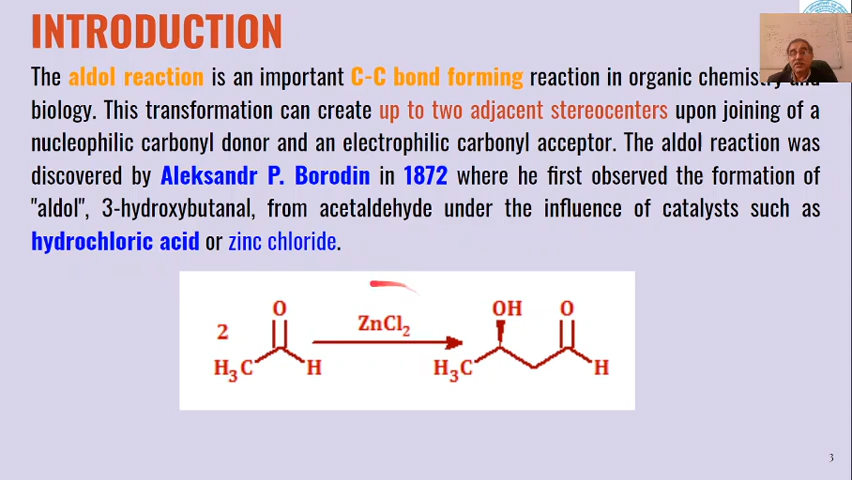 INTRODUCTION
The aldol reaction is an important C-C bond forming reaction in organic chemistry and
biology. This transformation can create up to two adjacent stereocenters upon joining of a
nucleophilic carbonyl donor and an electrophilic carbonyl acceptor. The aldol reaction was
discovered by Aleksandr P. Borodin in 1872 where he first observed the formation of
"aldol", 3-hydroxybutanal, from acetaldehyde under the influence of catalysts such as
hydrochloric acid or zinc chloride.
O OH O
2 ZnCl₂
H₃C H H₃C H
3